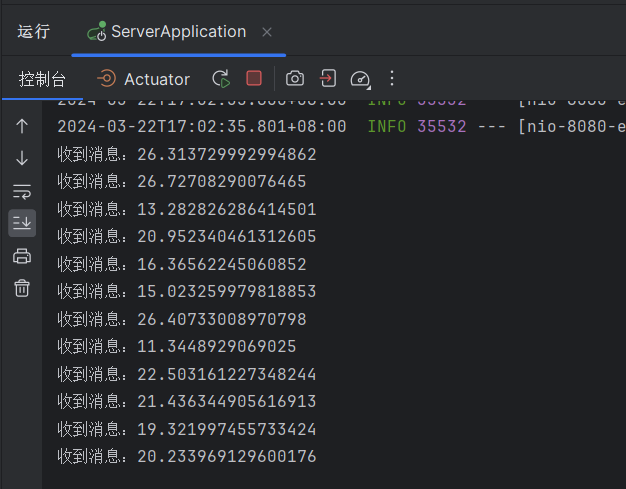 运行
ServerApplication
控制台
Actuator
2024-03-22T17:02:35.801+08:00 INFO 35532 --- [nio-8080-e
收到消息：26.313729992994862
收到消息：26.72708290076465
收到消息：13.282826286414501
收到消息：20.952340461312605
收到消息：16.36562245060852
收到消息：15.023259979818853
收到消息：26.40733008970798
收到消息：11.3448929069025
收到消息：22.503161227348244
收到消息：21.436344905616913
收到消息：19.321997455733424
收到消息：20.233969129600176